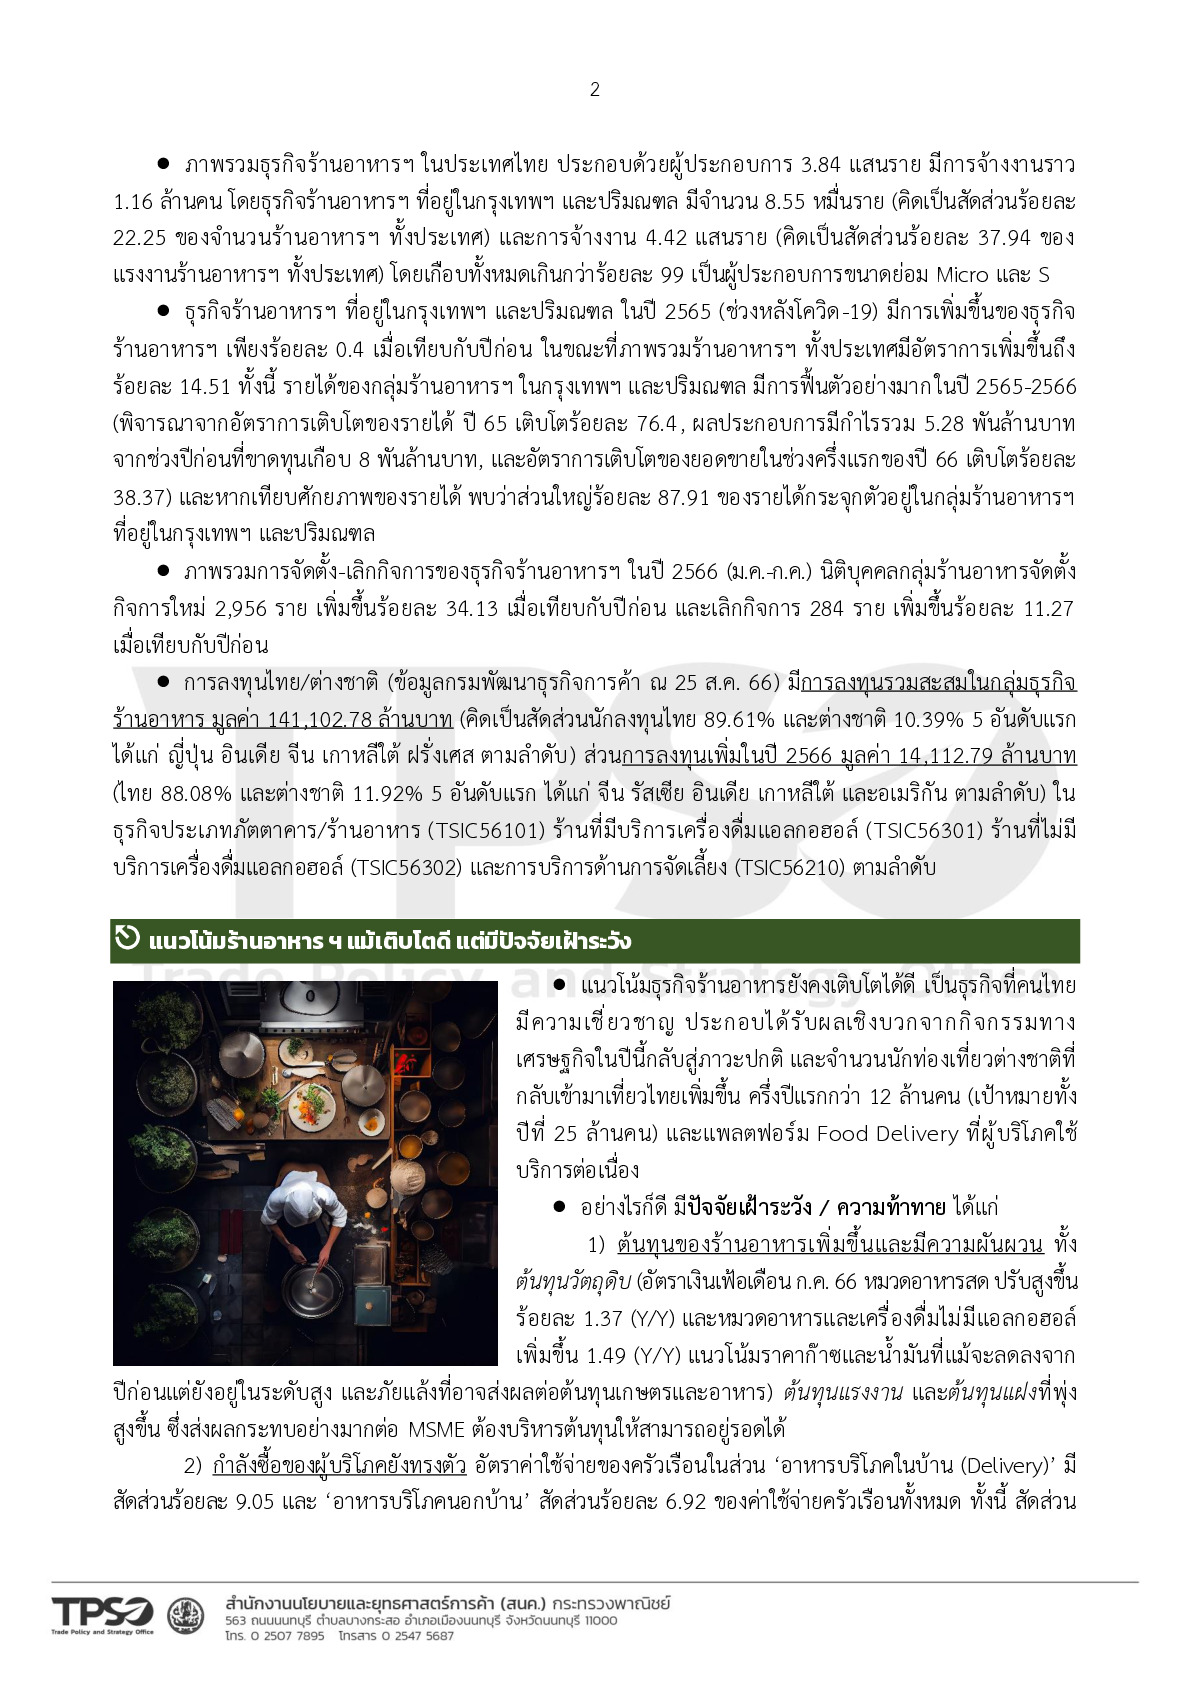 2
● ภาพรวมธุรกิจร้านอาหารฯ ในประเทศไทย ประกอบด้วยผู้ประกอบการ 3.84 แสนราย มีการจ้างงานราว
1.16 ล้านคน โดยธุรกิจร้านอาหารฯ ที่อยู่ในกรุงเทพฯ และปริมณฑล มีจำนวน 8.55 หมื่นราย (คิดเป็นสัดส่วนร้อยละ
22.25 ของจำนวนร้านอาหารฯ ทั้งประเทศ) และการจ้างงาน 4.42 แสนราย (คิดเป็นสัดส่วนร้อยละ 37.94 ของ
แรงงานร้านอาหารฯ ทั้งประเทศ) โดยเกือบทั้งหมดเกินกว่าร้อยละ 99 เป็นผู้ประกอบการขนาดย่อม Micro และ S
● ธุรกิจร้านอาหารฯ ที่อยู่ในกรุงเทพฯ และปริมณฑล ในปี 2565 (ช่วงหลังโควิด-19) มีการเพิ่มขึ้นของธุรกิจ
ร้านอาหารฯ เพียงร้อยละ 0.4 เมื่อเทียบกับปีก่อน ในขณะที่ภาพรวมร้านอาหารฯ ทั้งประเทศมีอัตราการเพิ่มขึ้นถึง
ร้อยละ 14.51 ทั้งนี้ รายได้ของกลุ่มร้านอาหารฯ ในกรุงเทพฯ และปริมณฑล มีการฟื้นตัวอย่างมากในปี 2565-2566
(พิจารณาจากอัตราการเติบโตของรายได้ ปี 65 เติบโตร้อยละ 76.4, ผลประกอบการมีกำไรรวม 5.28 พันล้านบาท
จากช่วงปีก่อนที่ขาดทุนเกือบ 8 พันล้านบาท, และอัตราการเติบโตของยอดขายในช่วงครึ่งแรกของปี 66 เติบโตร้อยละ
38.37) และหากเทียบศักยภาพของรายได้ พบว่าส่วนใหญ่ร้อยละ 87.91 ของรายได้กระจุกตัวอยู่ในกลุ่มร้านอาหารฯ
ที่อยู่ในกรุงเทพฯ และปริมณฑล
● ภาพรวมการจัดตั้ง-เลิกกิจการของธุรกิจร้านอาหารฯ ในปี 2566 (ม.ค.-ก.ค.) นิติบุคคลกลุ่มร้านอาหารจัดตั้ง
กิจการใหม่ 2,956 ราย เพิ่มขึ้นร้อยละ 34.13 เมื่อเทียบกับปีก่อน และเลิกกิจการ 284 ราย เพิ่มขึ้นร้อยละ 11.27
เมื่อเทียบกับปีก่อน
● การลงทุนไทย/ต่างชาติ (ข้อมูลกรมพัฒนาธุรกิจการค้า ณ 25 ส.ค. 66) มีการลงทุนรวมสะสมในกลุ่มธุรกิจ
ร้านอาหาร มูลค่า 141,102.78 ล้านบาท (คิดเป็นสัดส่วนนักลงทุนไทย 89.61% และต่างชาติ 10.39% 5 อันดับแรก
ได้แก่ ญี่ปุ่น อินเดีย จีน เกาหลีใต้ ฝรั่งเศส ตามลำดับ) ส่วนการลงทุนเพิ่มในปี 2566 มูลค่า 14,112.79 ล้านบาท
(ไทย 88.08% และต่างชาติ 11.92% 5 อันดับแรก ได้แก่ จีน รัสเซีย อินเดีย เกาหลีใต้ และอเมริกัน ตามลำดับ) ใน
ธุรกิจประเภทภัตตาคาร/ร้านอาหาร (TSIC56101) ร้านที่มีบริการเครื่องดื่มแอลกอฮอล์ (TSIC56301) ร้านที่ไม่มี
บริการเครื่องดื่มแอลกอฮอล์ (TSIC56302) และการบริการด้านการจัดเลี้ยง (TSIC56210) ตามลำดับ
TPSO
Trade Policy and Strategy Office
แนวโน้มร้านอาหาร ฯ แม้เติบโตดี แต่มีปัจจัยเฝ้าระวัง
● แนวโน้มธุรกิจร้านอาหารยังคงเติบโตได้ดี เป็นธุรกิจที่คนไทย
มีความเชี่ยวชาญ ประกอบได้รับผลเชิงบวกจากกิจกรรมทาง
เศรษฐกิจในปีนี้กลับสู่ภาวะปกติ และจำนวนนักท่องเที่ยวต่างชาติที่
กลับเข้ามาเที่ยวไทยเพิ่มขึ้น ครึ่งปีแรกกว่า 12 ล้านคน (เป้าหมายทั้ง
ปีที่ 25 ล้านคน) และแพลตฟอร์ม Food Delivery ที่ผู้บริโภคใช้
บริการต่อเนื่อง
● อย่างไรก็ดี มีปัจจัยเฝ้าระวัง / ความท้าทาย ได้แก่
1) ต้นทุนของร้านอาหารเพิ่มขึ้นและมีความผันผวน ทั้ง
ต้นทุนวัตถุดิบ (อัตราเงินเฟ้อเดือน ก.ค. 66 หมวดอาหารสด ปรับสูงขึ้น
ร้อยละ 1.37 (Y/Y) และหมวดอาหารและเครื่องดื่มไม่มีแอลกอฮอล์
เพิ่มขึ้น 1.49 (Y/Y) แนวโน้มราคาก๊าซและน้ำมันที่แม้จะลดลงจาก
ปีก่อนแต่ยังอยู่ในระดับสูง และภัยแล้งที่อาจส่งผลต่อต้นทุนเกษตรและอาหาร) ต้นทุนแรงงาน และต้นทุนแฝงที่พุ่ง
สูงขึ้น ซึ่งส่งผลกระทบอย่างมากต่อ MSME ต้องบริหารต้นทุนให้สามารถอยู่รอดได้
2) กำลังซื้อของผู้บริโภคยังทรงตัว อัตราค่าใช้จ่ายของครัวเรือนในส่วน ‘อาหารบริโภคในบ้าน (Delivery)’ มี
สัดส่วนร้อยละ 9.05 และ ‘อาหารบริโภคนอกบ้าน’ สัดส่วนร้อยละ 6.92 ของค่าใช้จ่ายครัวเรือนทั้งหมด ทั้งนี้ สัดส่วน
TPSO
Trade Policy and Strategy Office
สำนักงานนโยบายและยุทธศาสตร์การค้า (สนค.) กระทรวงพาณิชย์
563 ถนนนนทบุรี ตำบลบางกระสอ อำเภอเมืองนนทบุรี จังหวัดนนทบุรี 11000
โทร. 0 2507 7895 โทรสาร 0 2547 5687